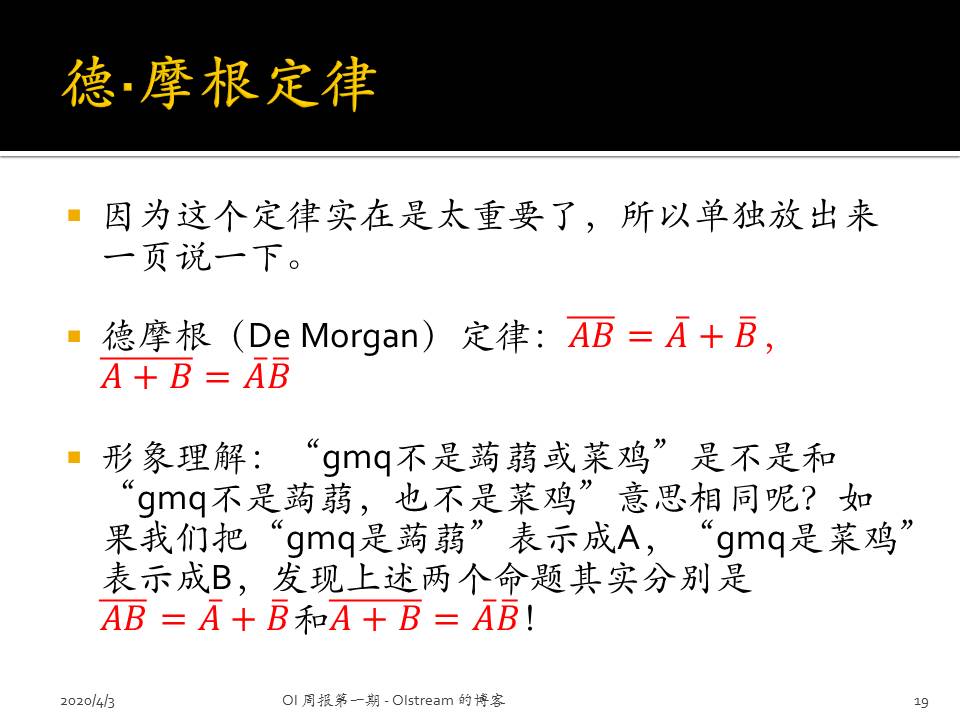 德·摩根定律
因为这个定律实在是太重要了，所以单独放出来
一页说一下。
德摩根（De Morgan）定律：$\overline{AB} = \bar{A} + \bar{B}$，
$\overline{A + B} = \bar{A}\bar{B}$
形象理解：“gmq不是蒟蒻或菜鸡”是不是和
“gmq不是蒟蒻，也不是菜鸡”意思相同呢？如
果我们把“gmq是蒟蒻”表示成A，“gmq是菜鸡”
表示成B，发现上述两个命题其实分别是
$\overline{AB} = \bar{A} + \bar{B}$和$\overline{A + B} = \bar{A}\bar{B}$！
2020/4/3 OI 周报第一期 - OIstream 的博客 19